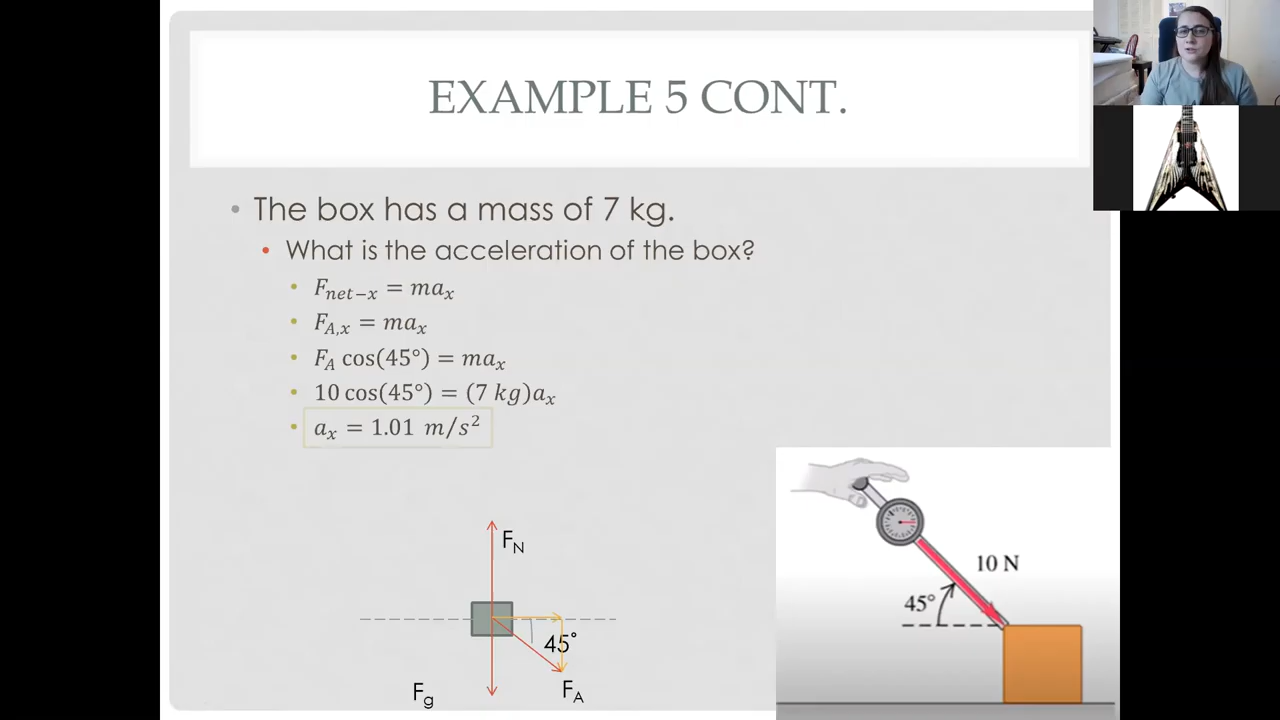 EXAMPLE 5 CONT.
• The box has a mass of 7 kg.
• What is the acceleration of the box?
• F_{net-x} = ma_x
• F_{A,x} = ma_x
• F_A cos(45°) = ma_x
• 10 cos(45°) = (7 kg)a_x
• a_x = 1.01 m/s²
F_N
45°
F_g
F_A
10 N
45°